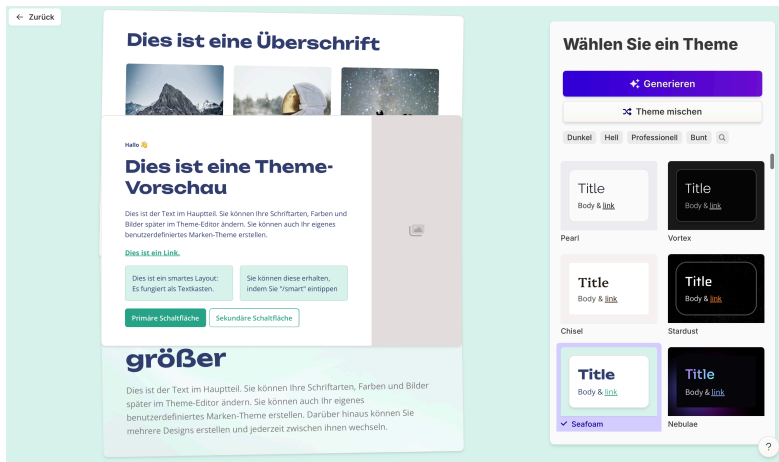 Zurück
Dies ist eine Überschrift
Hallo 👋
Dies ist eine Theme-
Vorschau
Dies ist der Text im Hauptteil. Sie können Ihre Schriftarten, Farben und
Bilder später im Theme-Editor ändern. Sie können auch Ihr eigenes
benutzerdefiniertes Marken-Theme erstellen.
Dies ist ein Link.
Dies ist ein smartes Layout:
Es fungiert als Textkasten.
Sie können diese erhalten,
indem Sie "/smart" eintippen
Primäre Schaltfläche
Sekundäre Schaltfläche
größer
Dies ist der Text im Hauptteil. Sie können Ihre Schriftarten, Farben und Bilder
später im Theme-Editor ändern. Sie können auch Ihr eigenes
benutzerdefiniertes Marken-Theme erstellen. Darüber hinaus können Sie
mehrere Designs erstellen und jederzeit zwischen ihnen wechseln.
Wählen Sie ein Theme
Generieren
Theme mischen
Dunkel
Hell
Professionell
Bunt
Title
Body & link
Pearl
Title
Body & link
Vortex
Title
Body & link
Chisel
Title
Body & link
Stardust
Title
Body & link
Seafoam
Title
Body & link
Nebulae
?